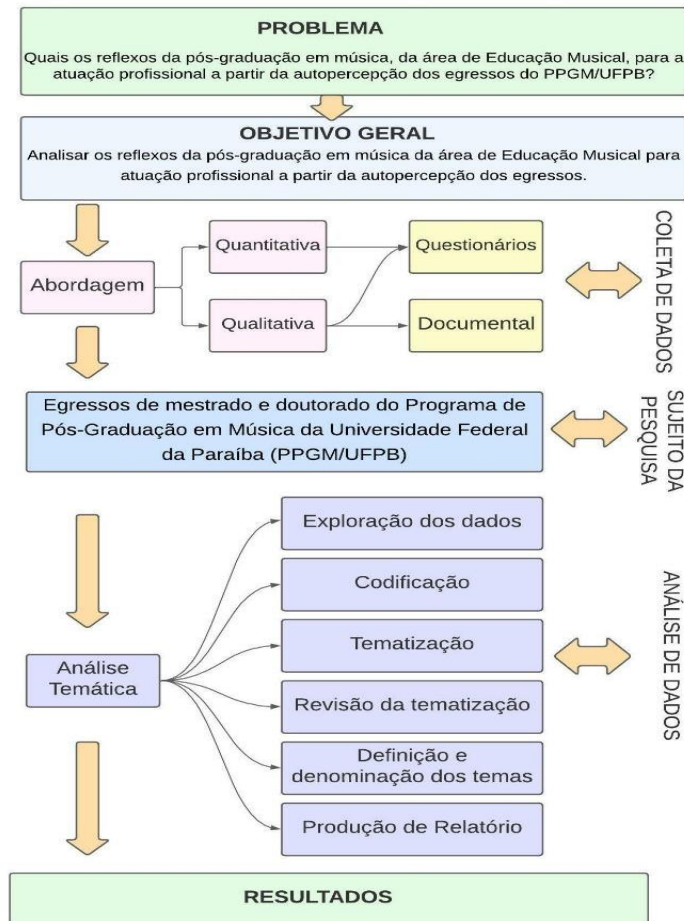 PROBLEMA
Quais os reflexos da pós-graduação em música, da área de Educação Musical, para a
atuação profissional a partir da autopercepção dos egressos do PPGM/UFPB?
OBJETIVO GERAL
Analisar os reflexos da pós-graduação em música da área de Educação Musical para
atuação profissional a partir da autopercepção dos egressos.
Abordagem
Quantitativa
Qualitativa
Questionários
Documental
COLETA DE DADOS
Egressos de mestrado e doutorado do Programa de
Pós-Graduação em Música da Universidade Federal
da Paraíba (PPGM/UFPB)
SUJEITO DA
PESQUISA
Análise
Temática
Exploração dos dados
Codificação
Tematização
Revisão da tematização
Definição e
denominação dos temas
Produção de Relatório
ANÁLISE DE DADOS
RESULTADOS